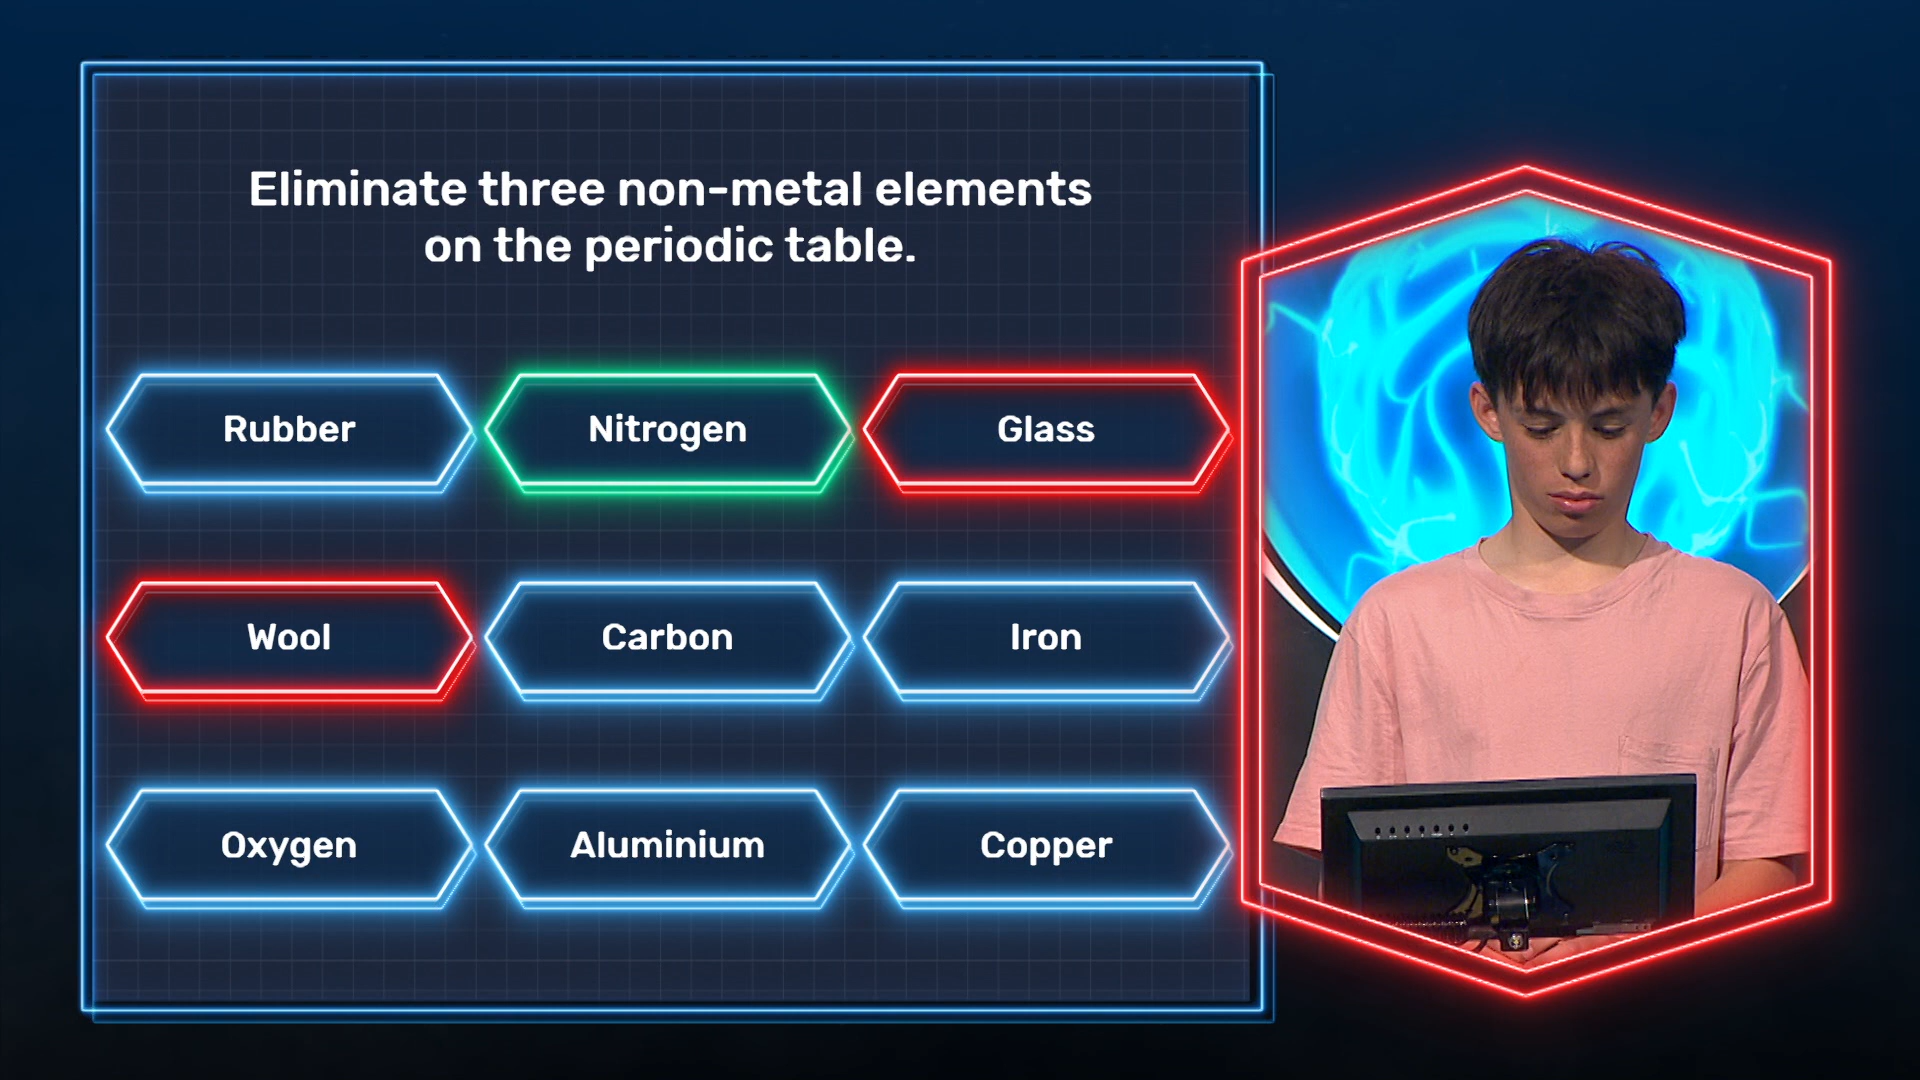 Eliminate three non-metal elements
on the periodic table.
Rubber
Nitrogen
Glass
Wool
Carbon
Iron
Oxygen
Aluminium
Copper